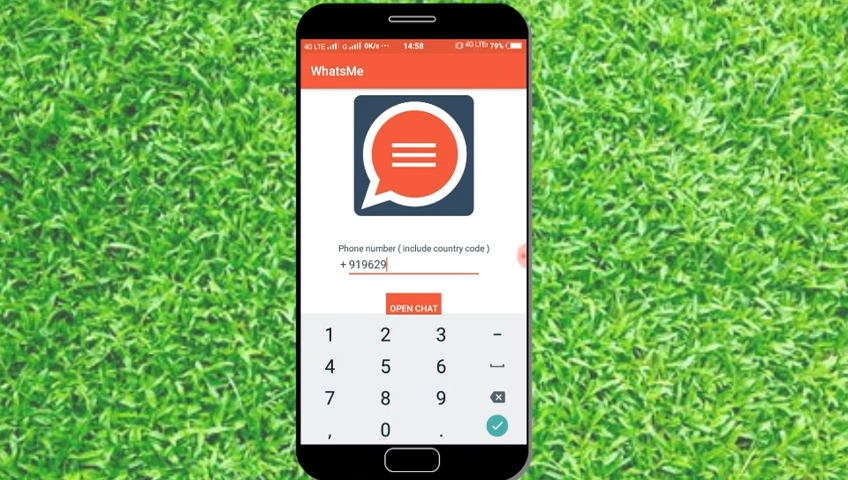 4G LTE G 0K/s ••• 14:58 4G LTE 79%
WhatsMe
Phone number ( include country code )
+ 919629
OPEN CHAT
1 2 3 -
4 5 6
7 8 9
, 0 .